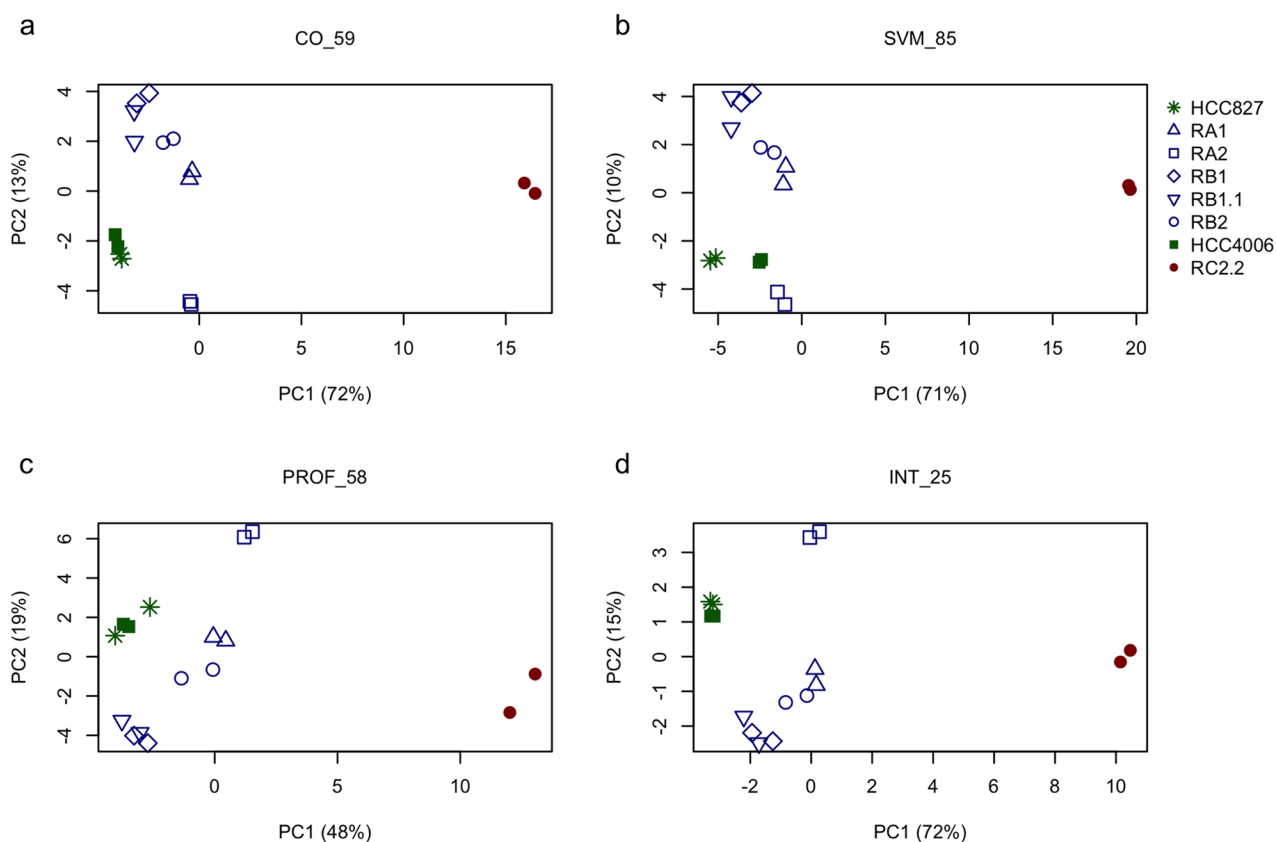 a
CO_59
4
2
0
-2
-4
PC2 (13%)
0
5
10
15
PC1 (72%)
b
SVM_85
4
2
0
-2
-4
PC2 (10%)
-5
0
5
10
15
20
PC1 (71%)
HCC827
RA1
RA2
RB1
RB1.1
RB2
HCC4006
RC2.2
c
PROF_58
6
4
2
0
-2
-4
PC2 (19%)
0
5
10
PC1 (48%)
d
INT_25
3
2
1
0
-1
-2
PC2 (15%)
-2
0
2
4
6
8
10
PC1 (72%)